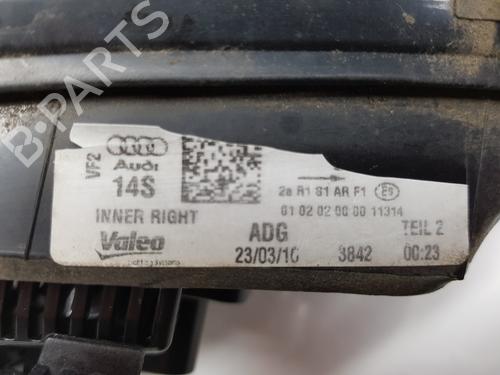 B-PARTS
VF2
Audi
14S
2a R1 S1 AR F1 E9
INNER RIGHT
01 02 02 00 00 11314
Valeo
ADG
TEIL 2
23/03/10
3842
00:23